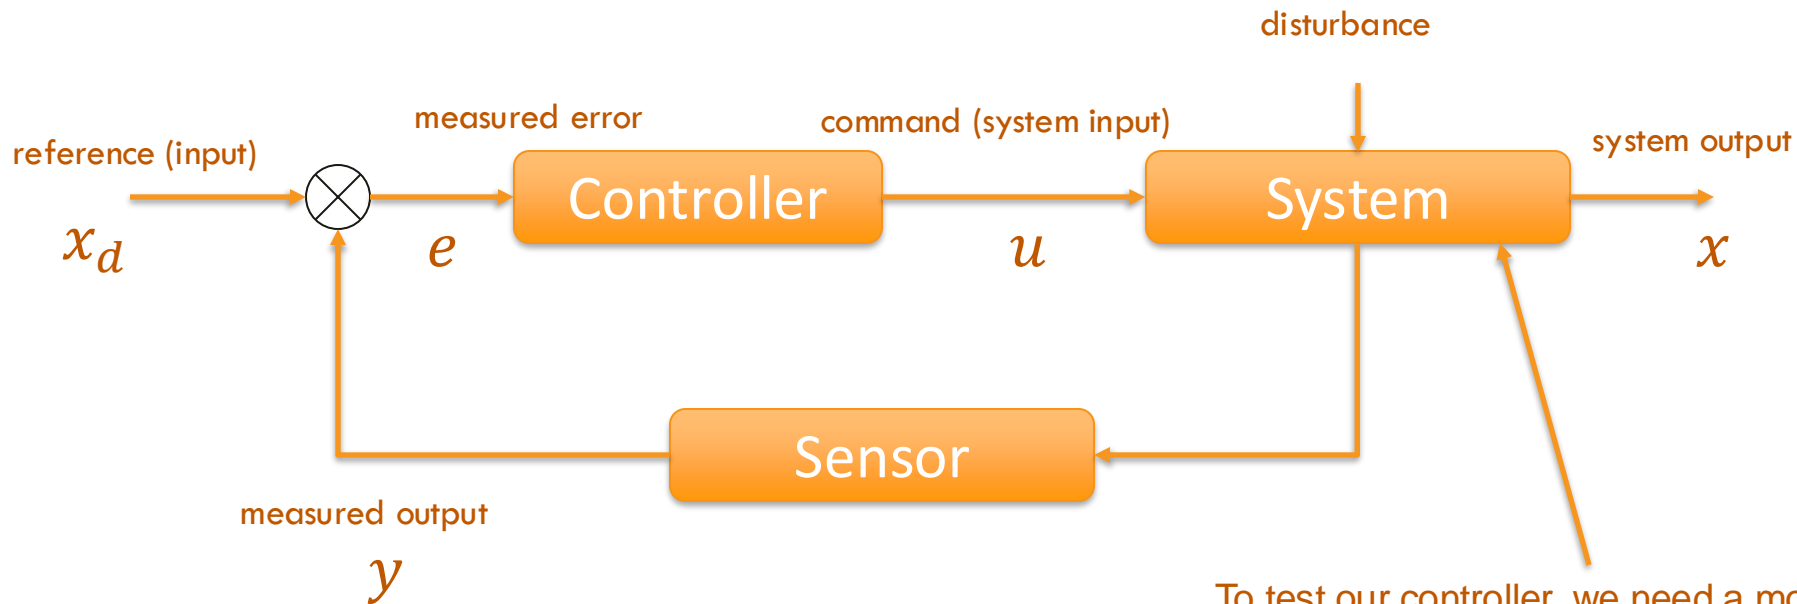 disturbance
measured error
command (system input)
reference (input)
system output
Controller
System
x_d
e
u
x
Sensor
measured output
y
To test our controller, we need a mo